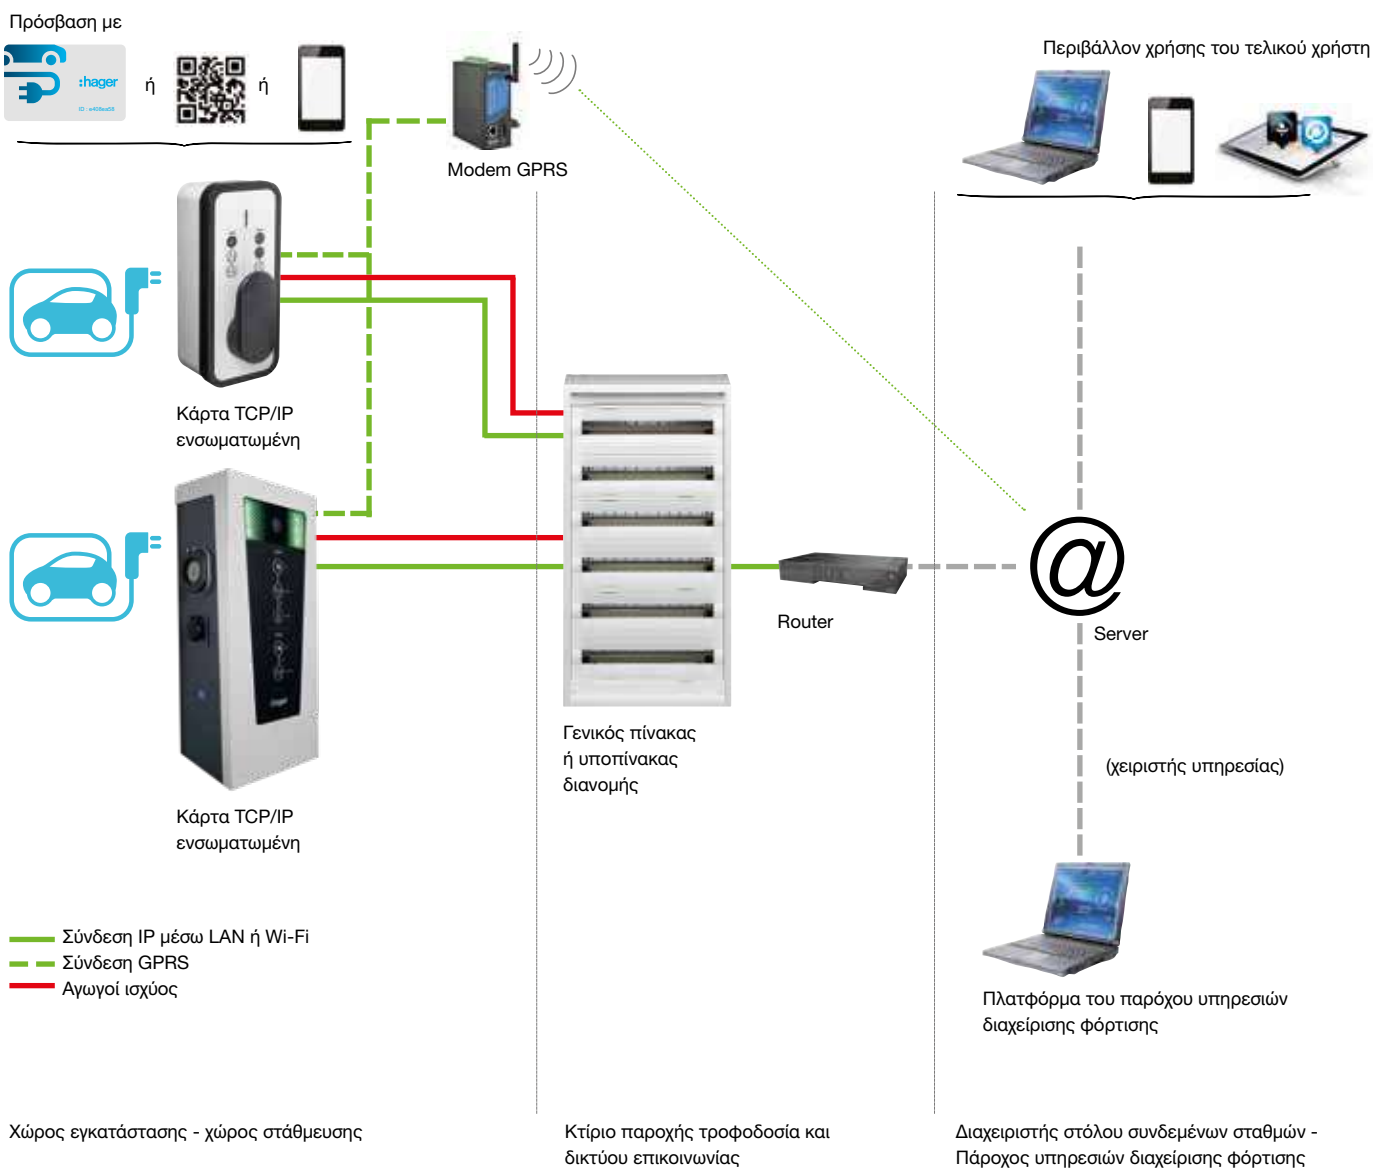 Πρόσβαση με
:hager
ή
ή
Περιβάλλον χρήσης του τελικού χρήστη
Modem GPRS
Κάρτα TCP/IP
ενσωματωμένη
Router
Server
Γενικός πίνακας
ή υποπίνακας
διανομής
(χειριστής υπηρεσίας)
Κάρτα TCP/IP
ενσωματωμένη
Σύνδεση IP μέσω LAN ή Wi-Fi
Σύνδεση GPRS
Αγωγοί ισχύος
Πλατφόρμα του παρόχου υπηρεσιών
διαχείρισης φόρτισης
Χώρος εγκατάστασης - χώρος στάθμευσης
Κτίριο παροχής τροφοδοσία και
δικτύου επικοινωνίας
Διαχειριστής στόλου συνδεμένων σταθμών -
Πάροχος υπηρεσιών διαχείρισης φόρτισης